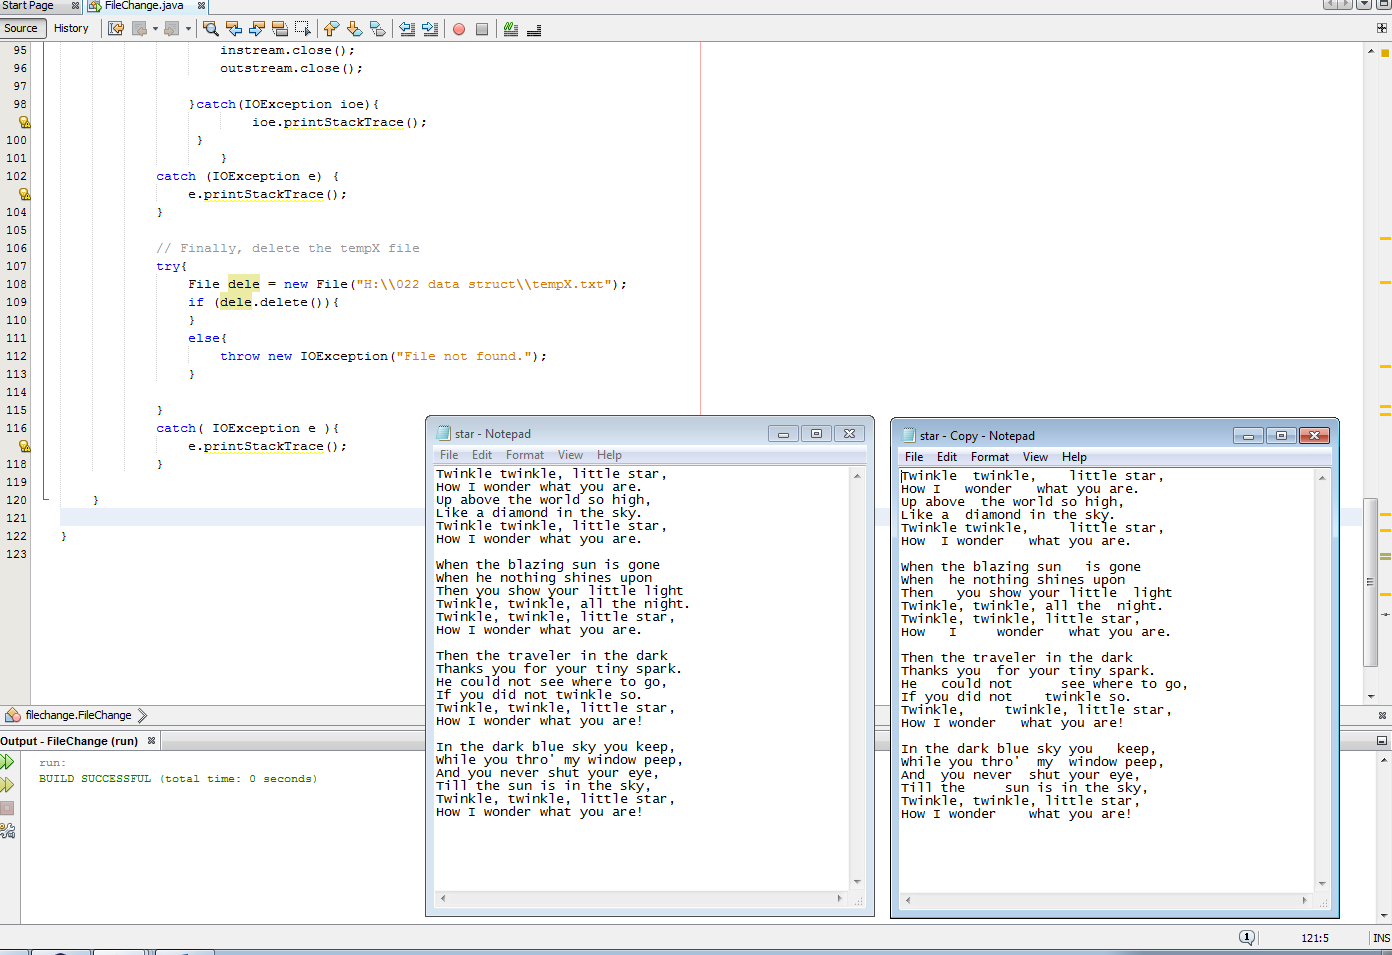 Start Page
FileChange.java
Source History
95 instream.close();
96 outstream.close();
97
98 }catch(IOException ioe){
ioe.printStackTrace();
100 }
101 }
102 catch (IOException e) {
e.printStackTrace();
104 }
105
106 // Finally, delete the tempX file
107 try{
108 File dele = new File("H:\\022 data struct\\tempX.txt");
109 if (dele.delete()){
110 }
111 else{
112 throw new IOException("File not found.");
113 }
114
115 }
116 catch( IOException e ){
e.printStackTrace();
118 }
119
120 }
121
122 }
123
filechange.FileChange
Output - FileChange (run)
run:
BUILD SUCCESSFUL (total time: 0 seconds)
star - Notepad
File Edit Format View Help
Twinkle twinkle, little star,
How I wonder what you are.
Up above the world so high,
Like a diamond in the sky.
Twinkle twinkle, little star,
How I wonder what you are.

When the blazing sun is gone
When he nothing shines upon
Then you show your little light
Twinkle, twinkle, all the night.
Twinkle, twinkle, little star,
How I wonder what you are.

Then the traveler in the dark
Thanks you for your tiny spark.
He could not see where to go,
If you did not twinkle so.
Twinkle, twinkle, little star,
How I wonder what you are!

In the dark blue sky you keep,
While you thro' my window peep,
And you never shut your eye,
Till the sun is in the sky,
Twinkle, twinkle, little star,
How I wonder what you are!
star - Copy - Notepad
File Edit Format View Help
Twinkle  twinkle,    little star,
How I   wonder   what you are.
Up above  the world so high,
Like a  diamond in the sky.
Twinkle twinkle,     little star,
How  I wonder   what you are.

When the blazing sun   is gone
When  he nothing shines upon
Then   you show your little  light
Twinkle, twinkle, all the  night.
Twinkle, twinkle, little star,
How   I     wonder   what you are.

Then the traveler in the dark
Thanks you  for your tiny spark.
He   could not      see where to go,
If you did not    twinkle so.
Twinkle,     twinkle, little star,
How I wonder   what you are!

In the dark blue sky you   keep,
While you thro'  my  window peep,
And  you never  shut your eye,
Till the     sun is in the sky,
Twinkle, twinkle, little star,
How I wonder    what you are!
1
121:5 INS